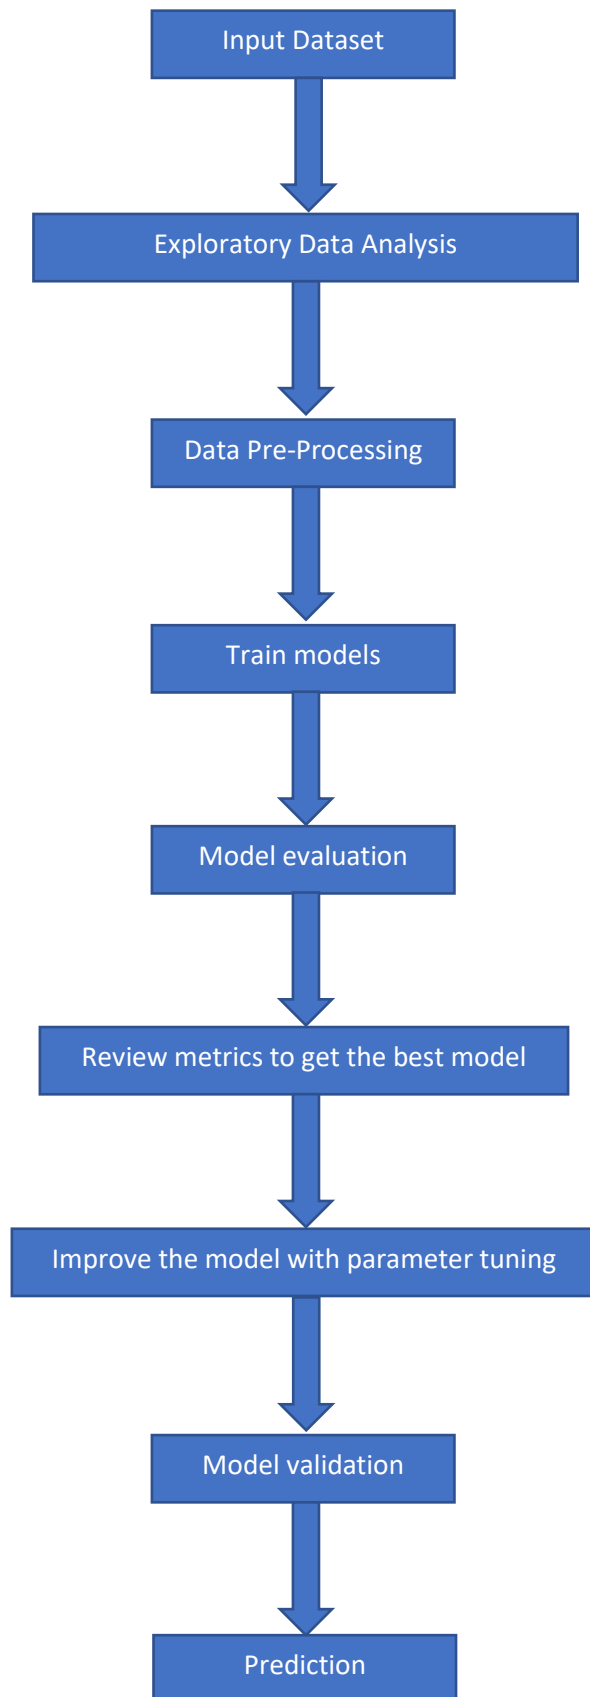 Input Dataset
Exploratory Data Analysis
Data Pre-Processing
Train models
Model evaluation
Review metrics to get the best model
Improve the model with parameter tuning
Model validation
Prediction